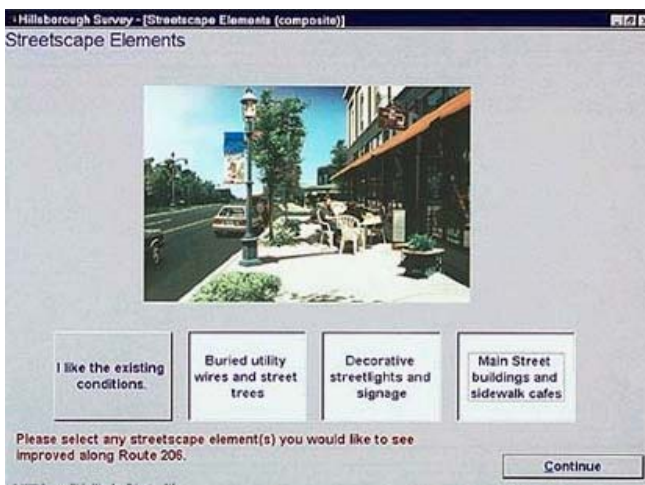 Hillsborough Survey - [Streetscape Elements (composite)]
Streetscape Elements
I like the existing
conditions.
Buried utility
wires and street
trees
Decorative
streetlights and
signage
Main Street
buildings and
sidewalk cafes
Please select any streetscape element(s) you would like to see
improved along Route 206.
Continue